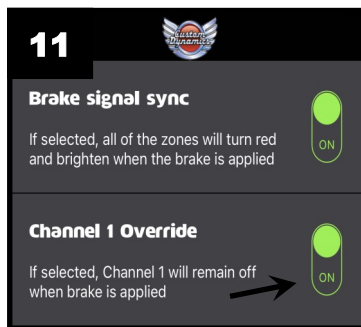 11
Custom
Dynamics
Brake signal sync
If selected, all of the zones will turn red
and brighten when the brake is applied
ON
Channel 1 Override
If selected, Channel 1 will remain off
when brake is applied
ON